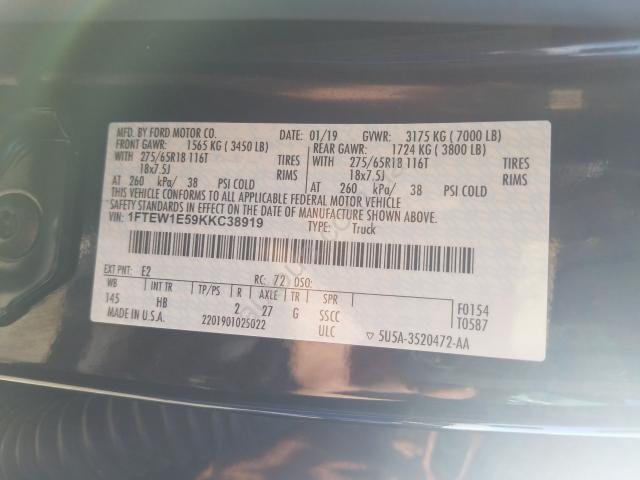 MFD. BY FORD MOTOR CO. DATE: 01/19 GVWR: 3175 KG ( 7000 LB)
FRONT GAWR: 1565 KG ( 3450 LB) REAR GAWR: 1724 KG ( 3800 LB)
WITH 275/65R18 116T TIRES WITH 275/65R18 116T TIRES
18x7.5J RIMS 18x7.5J RIMS
AT 260 kPa/ 38 PSI COLD AT 260 kPa/ 38 PSI COLD
THIS VEHICLE CONFORMS TO ALL APPLICABLE FEDERAL MOTOR VEHICLE
SAFETY STANDARDS IN EFFECT ON THE DATE OF MANUFACTURE SHOWN ABOVE.
VIN: 1FTEW1E59KKC38919 TYPE: Truck
EXT PNT: E2 RC: 72 DSO:
WB INT TR TP/PS R AXLE TR SPR
145 HB 2 27 G SSCC F0154
ULC T0587
MADE IN U.S.A. 2201901025022 5U5A-3520472-AA